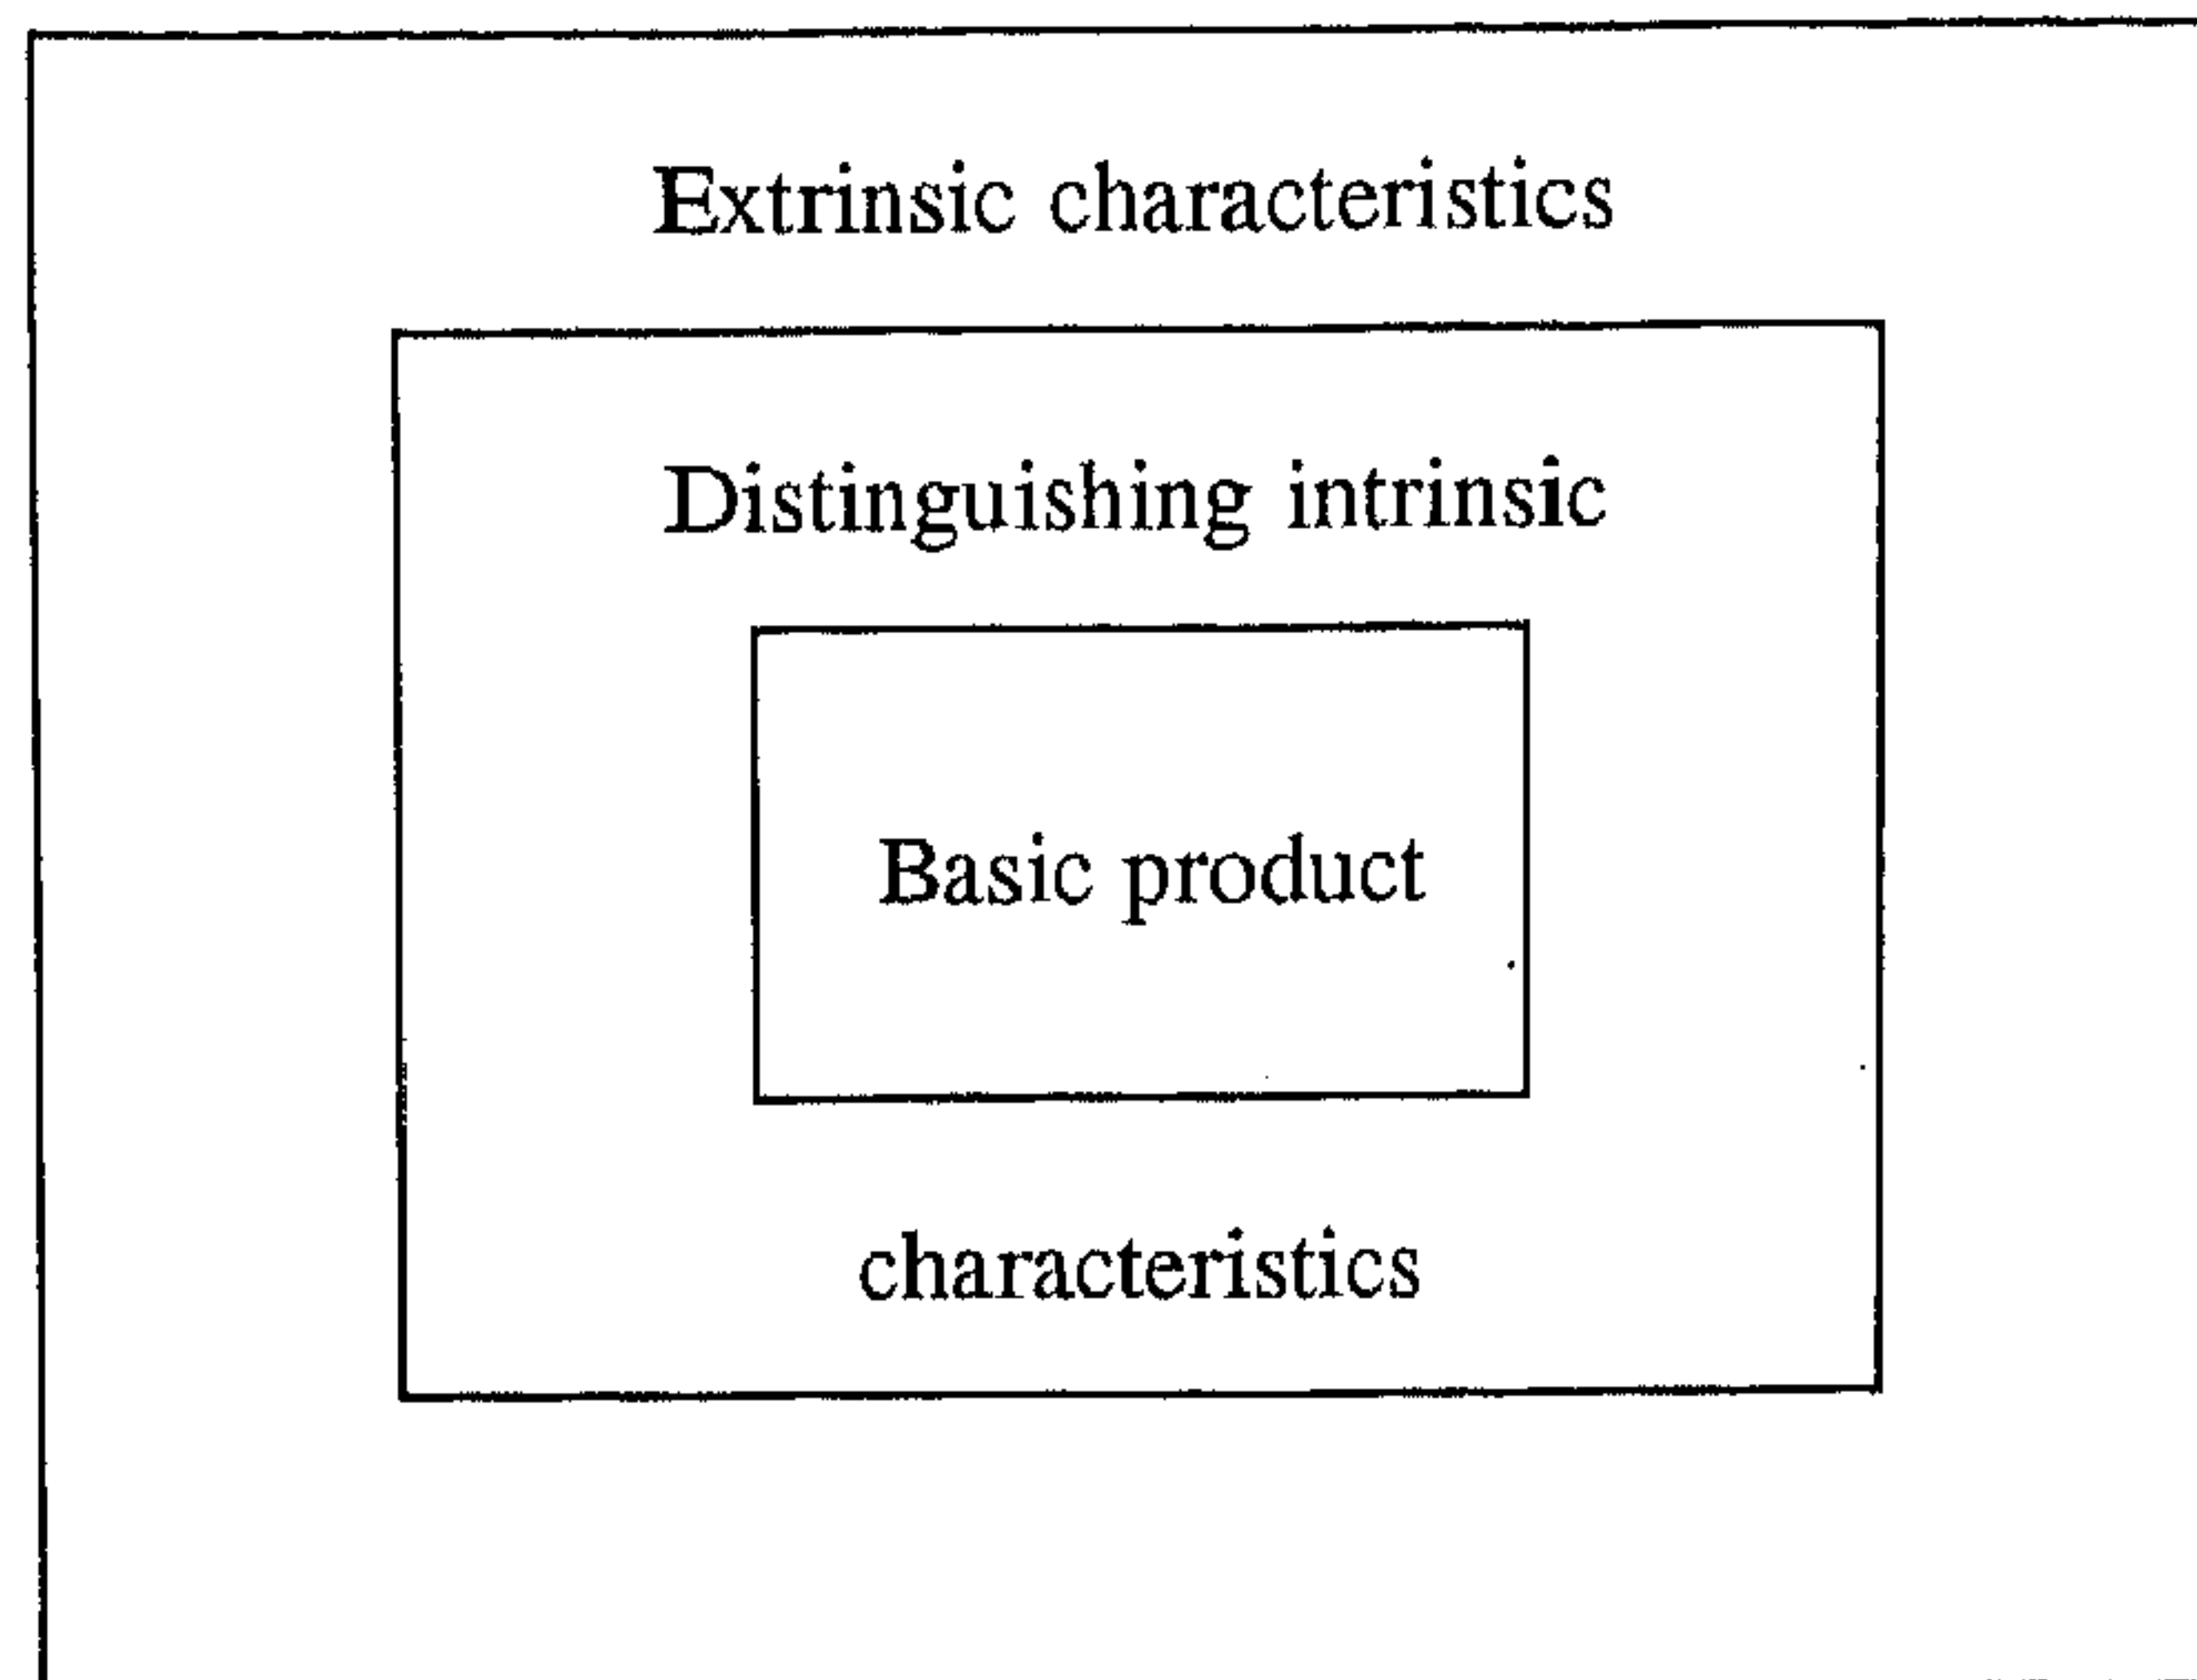 Extrinsic characteristics
Distinguishing intrinsic
Basic product
characteristics